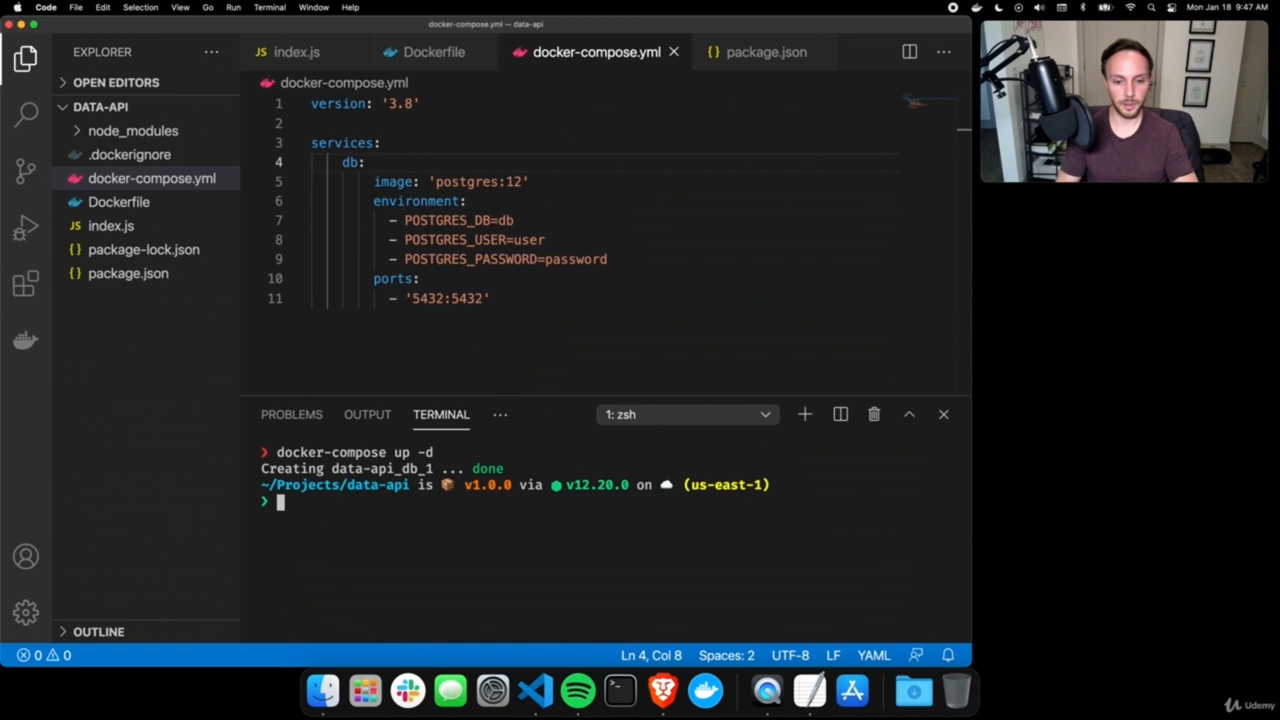 Code File Edit Selection View Go Run Terminal Window Help Mon Jan 18 9:47 AM
docker-compose.yml — data-api
EXPLORER
index.js
Dockerfile
docker-compose.yml
package.json
OPEN EDITORS
docker-compose.yml
DATA-API
node_modules
.dockerignore
docker-compose.yml
Dockerfile
JS index.js
package-lock.json
package.json
1 version: '3.8'
2
3 services:
4 db:
5 image: 'postgres:12'
6 environment:
7 - POSTGRES_DB=db
8 - POSTGRES_USER=user
9 - POSTGRES_PASSWORD=password
10 ports:
11 - '5432:5432'
PROBLEMS OUTPUT TERMINAL 1: zsh
❯ docker-compose up -d
Creating data-api_db_1 ... done
~/Projects/data-api is 📦 v1.0.0 via ⬢ v12.20.0 on ☁️ (us-east-1)
❯
OUTLINE
0 0 Ln 4, Col 8 Spaces: 2 UTF-8 LF YAML
Udemy